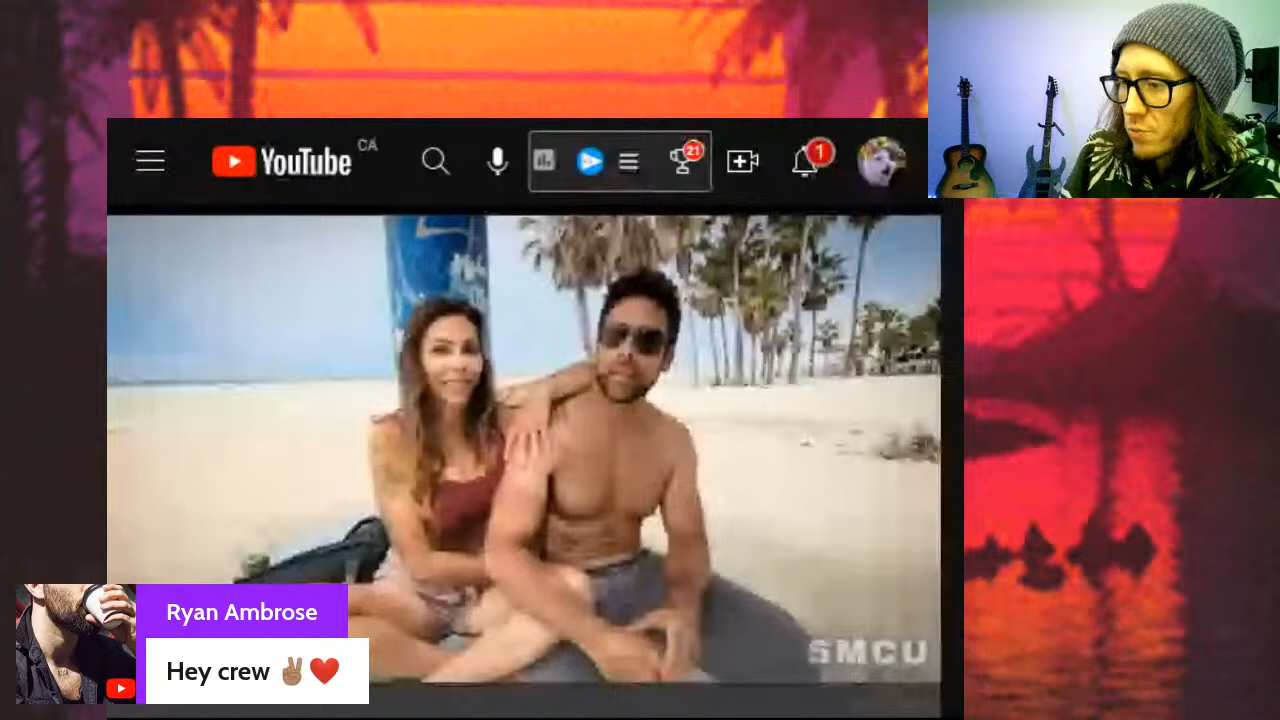 YouTube CA
21
1
SMCU
Ryan Ambrose
Hey crew ✌🏽❤️